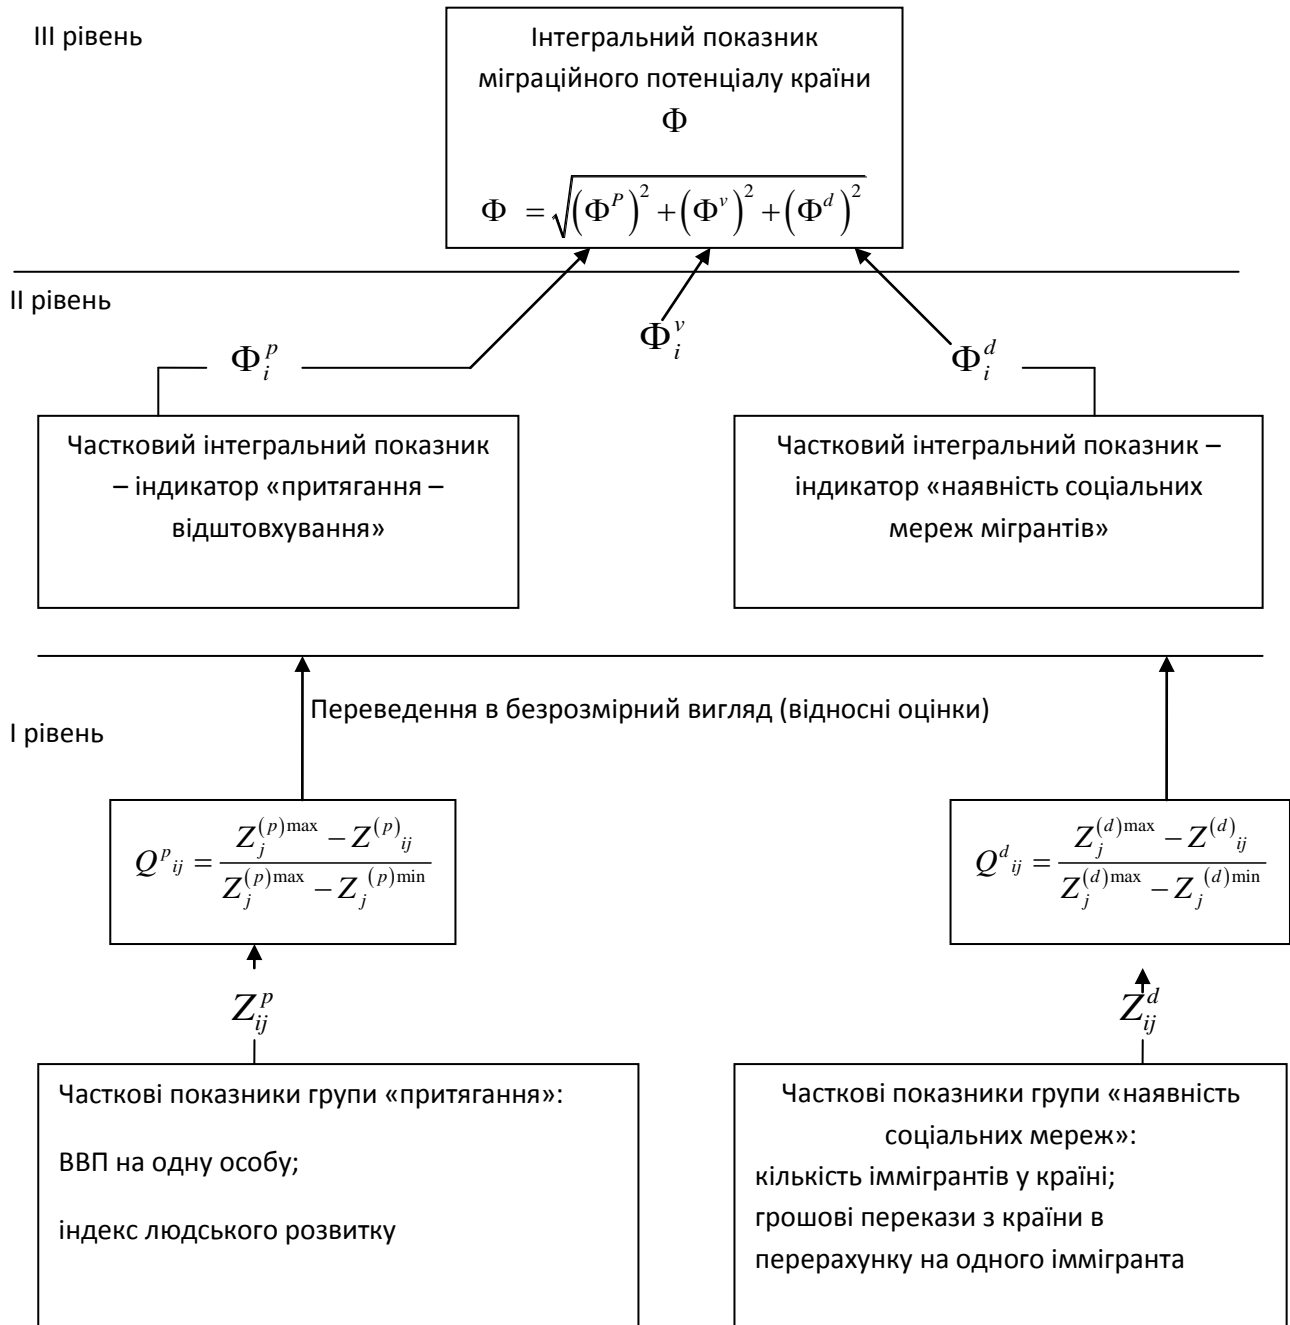 ІІІ рівень
Інтегральний показник
міграційного потенціалу країни
Φ
Φ = √((Φ^P)^2 + (Φ^v)^2 + (Φ^d)^2)
ІІ рівень
Φ_i^p
Φ_i^v
Φ_i^d
Частковий інтегральний показник
– індикатор «притягання –
відштовхування»
Частковий інтегральний показник –
індикатор «наявність соціальних
мереж мігрантів»
Переведення в безрозмірний вигляд (відносні оцінки)
І рівень
Q^p_ij = (Z_j^(p)max − Z^(p)_ij) / (Z_j^(p)max − Z_j^(p)min)
Q^d_ij = (Z_j^(d)max − Z^(d)_ij) / (Z_j^(d)max − Z_j^(d)min)
Z_ij^p
Z_ij^d
Часткові показники групи «притягання»:
ВВП на одну особу;
індекс людського розвитку
Часткові показники групи «наявність
соціальних мереж»:
кількість іммігрантів у країні;
грошові перекази з країни в
перерахунку на одного іммігранта